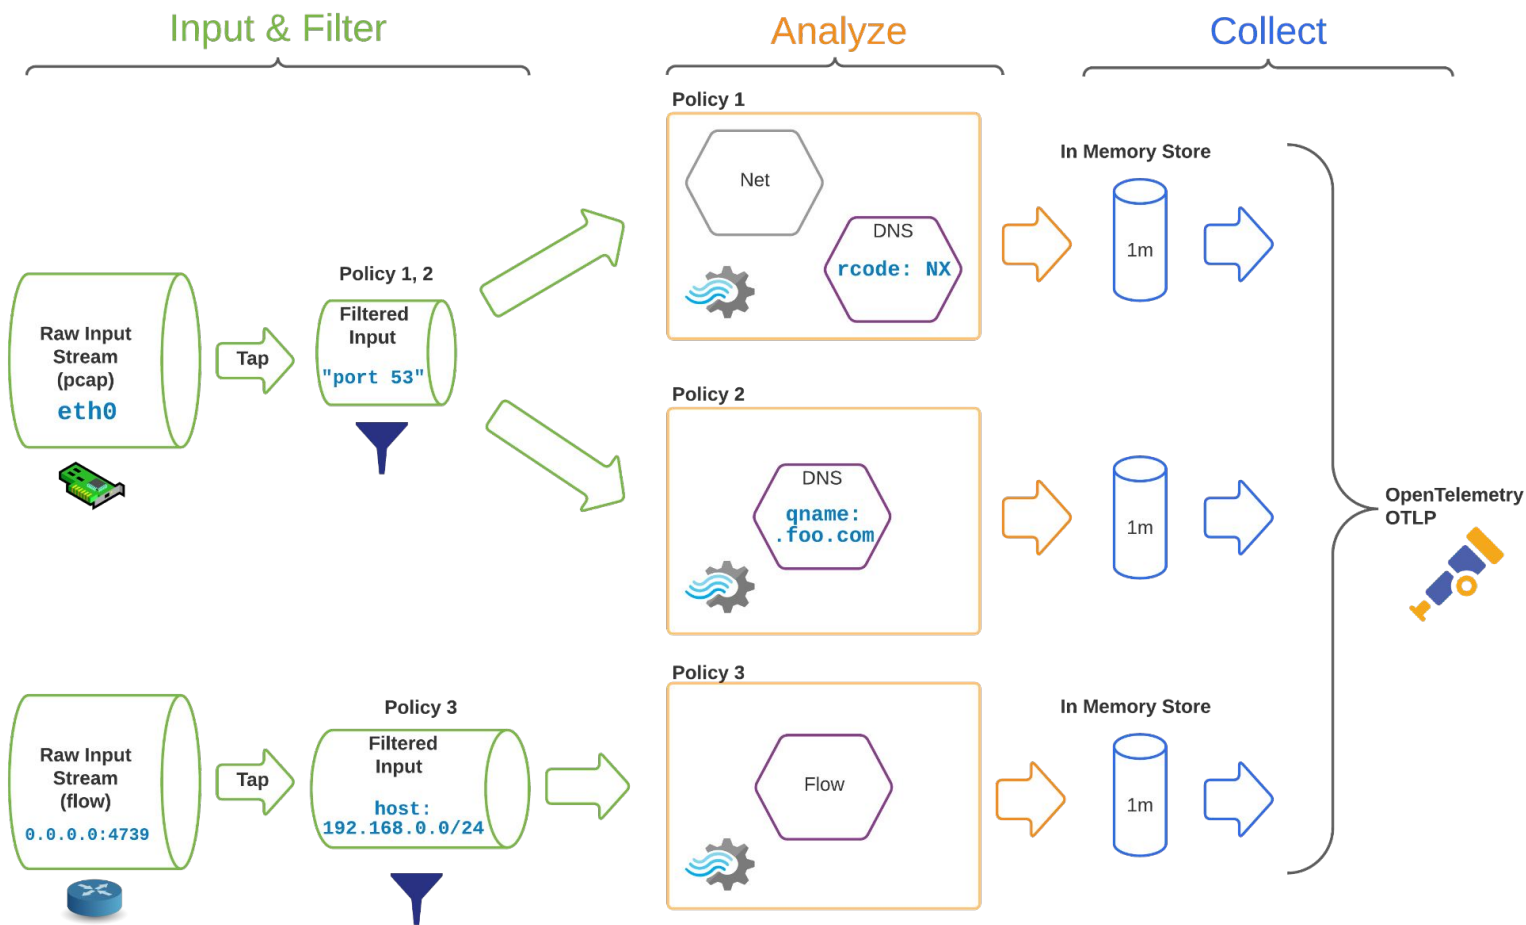 Input & Filter
Analyze
Collect
Policy 1
Net
DNS
rcode: NX
In Memory Store
1m
Policy 1, 2
Filtered
Input
"port 53"
Raw Input
Stream
(pcap)
eth0
Tap
Policy 2
DNS
qname:
.foo.com
1m
OpenTelemetry
OTLP
Policy 3
Flow
In Memory Store
1m
Policy 3
Filtered
Input
host:
192.168.0.0/24
Raw Input
Stream
(flow)
0.0.0.0:4739
Tap